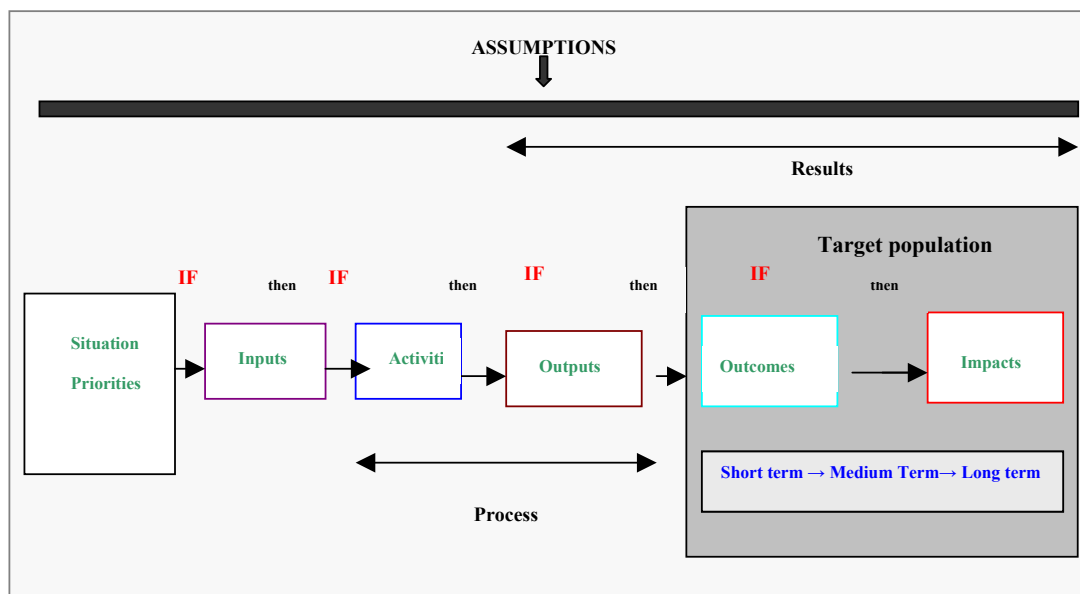 ASSUMPTIONS
Results
Target population
IF then IF then IF then IF then
Situation
Priorities
Inputs
Activiti
Outputs
Outcomes
Impacts
Short term → Medium Term→ Long term
Process